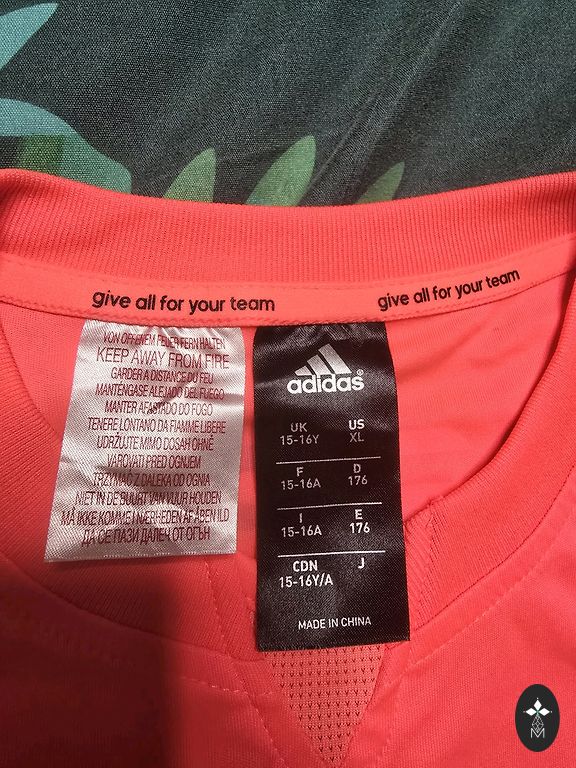 give all for your team
give all for your team
VON OFFENEM FEUER FERN HALTEN
KEEP AWAY FROM FIRE
GARDER A DISTANCE DU FEU
MANTÉNGASE ALEJADO DEL FUEGO
MANTER AFASTADO DO FOGO
TENERE LONTANO DA FIAMME LIBERE
UDRŽUJTE MIMO DOSAH OHNĚ
VAROVATI PRED OGNJEM
TRZYMAĆ Z DALEKA OD OGNIA
NIET IN DE BUURT VAN VUUR HOUDEN
MÅ IKKE KOMME I NÆRHEDEN AF ÅBEN ILD
ДА СЕ ПАЗИ ДАЛЕЧ ОТ ОГЪН
adidas®
UK US
15-16Y XL
F D
15-16A 176
I E
15-16A 176
CDN J
15-16Y/A
MADE IN CHINA
M